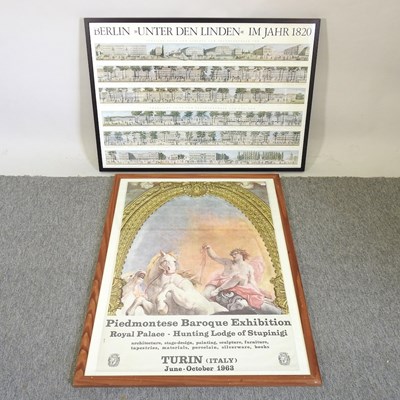 BERLIN »UNTER DEN LINDEN« IM JAHR 1820
Piedmontese Baroque Exhibition
Royal Palace - Hunting Lodge of Stupinigi
architecture, stage-design, painting, sculpture, furniture,
tapestries, materials, porcelain, silverware, books
TURIN (ITALY)
June-October 1963